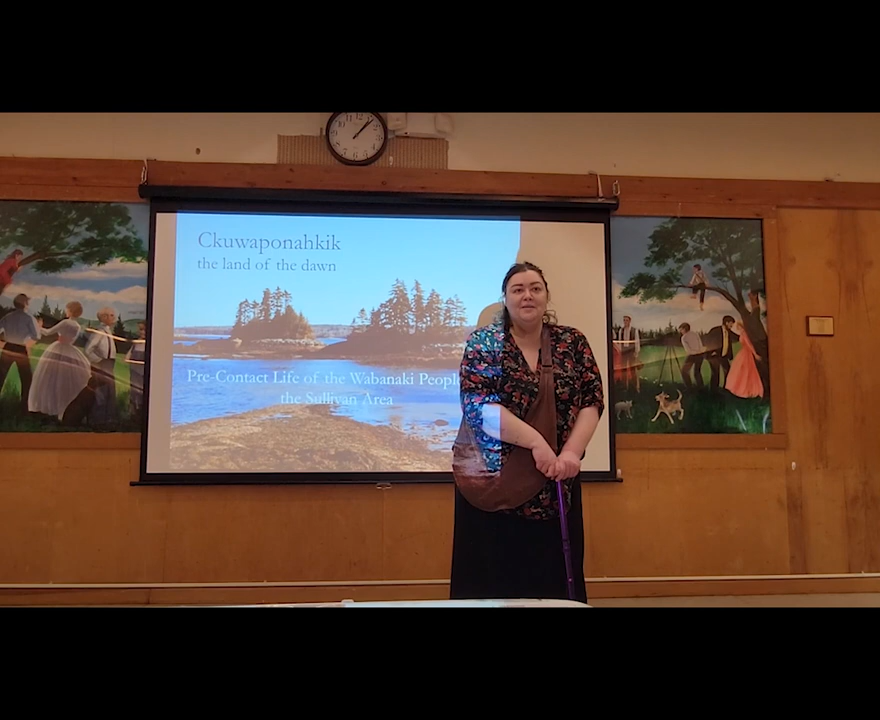 Ckuwaponahkik
the land of the dawn
Pre-Contact Life of the Wabanaki People
the Sullivan Area